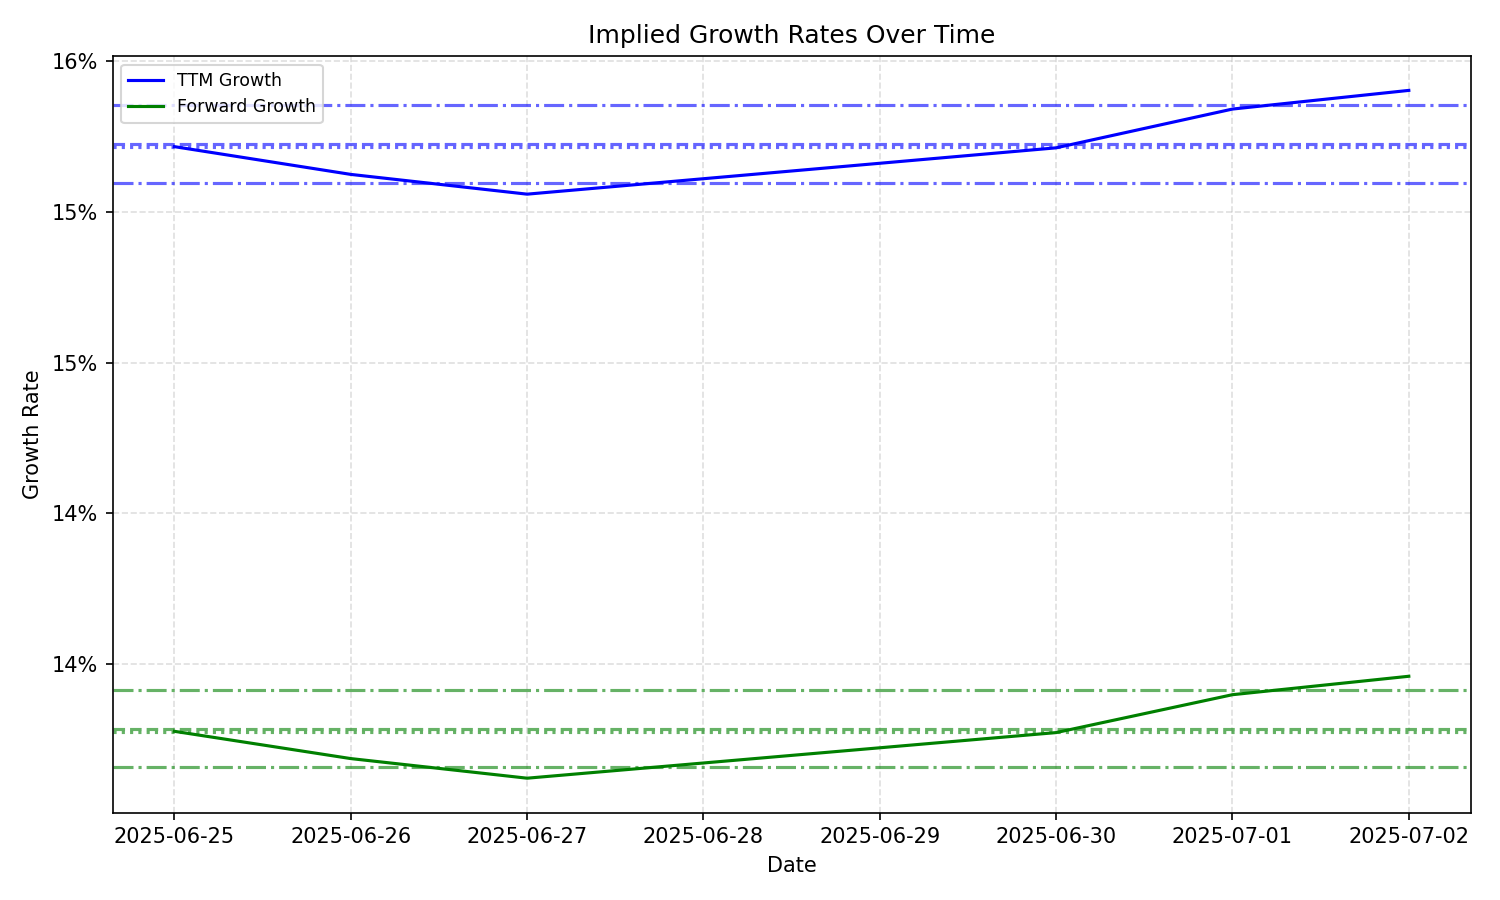 Implied Growth Rates Over Time
TTM Growth
Forward Growth
16%
15%
15%
14%
14%
Growth Rate
2025-06-25 2025-06-26 2025-06-27 2025-06-28 2025-06-29 2025-06-30 2025-07-01 2025-07-02
Date